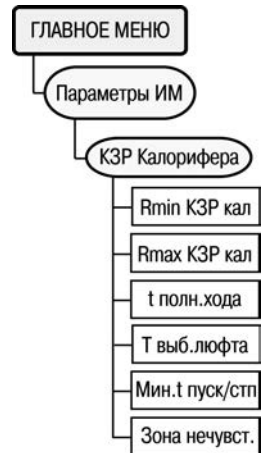 ГЛАВНОЕ МЕНЮ
Параметры ИМ
КЗР Калорифера
Rmin КЗР кал
Rmax КЗР кал
t полн.хода
Т выб.люфта
Мин.t пуск/стп
Зона нечувст.